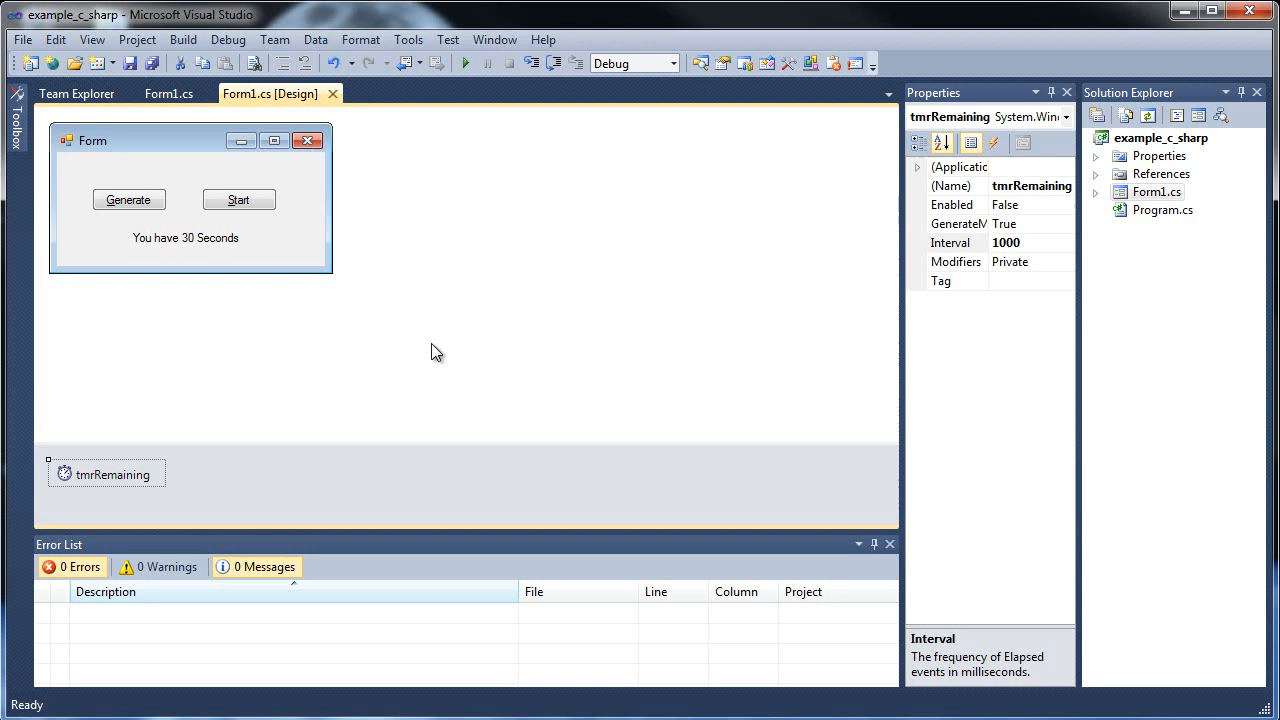 example_c_sharp - Microsoft Visual Studio
File Edit View Project Build Debug Team Data Format Tools Test Window Help
Debug
Toolbox
Team Explorer Form1.cs Form1.cs [Design]
Form
Generate Start
You have 30 Seconds
tmrRemaining
Error List
0 Errors 0 Warnings 0 Messages
Description File Line Column Project
Properties
tmrRemaining System.Win
(Applicatic
(Name) tmrRemaining
Enabled False
GenerateM True
Interval 1000
Modifiers Private
Tag
Interval
The frequency of Elapsed
events in milliseconds.
Solution Explorer
example_c_sharp
Properties
References
Form1.cs
Program.cs
Ready